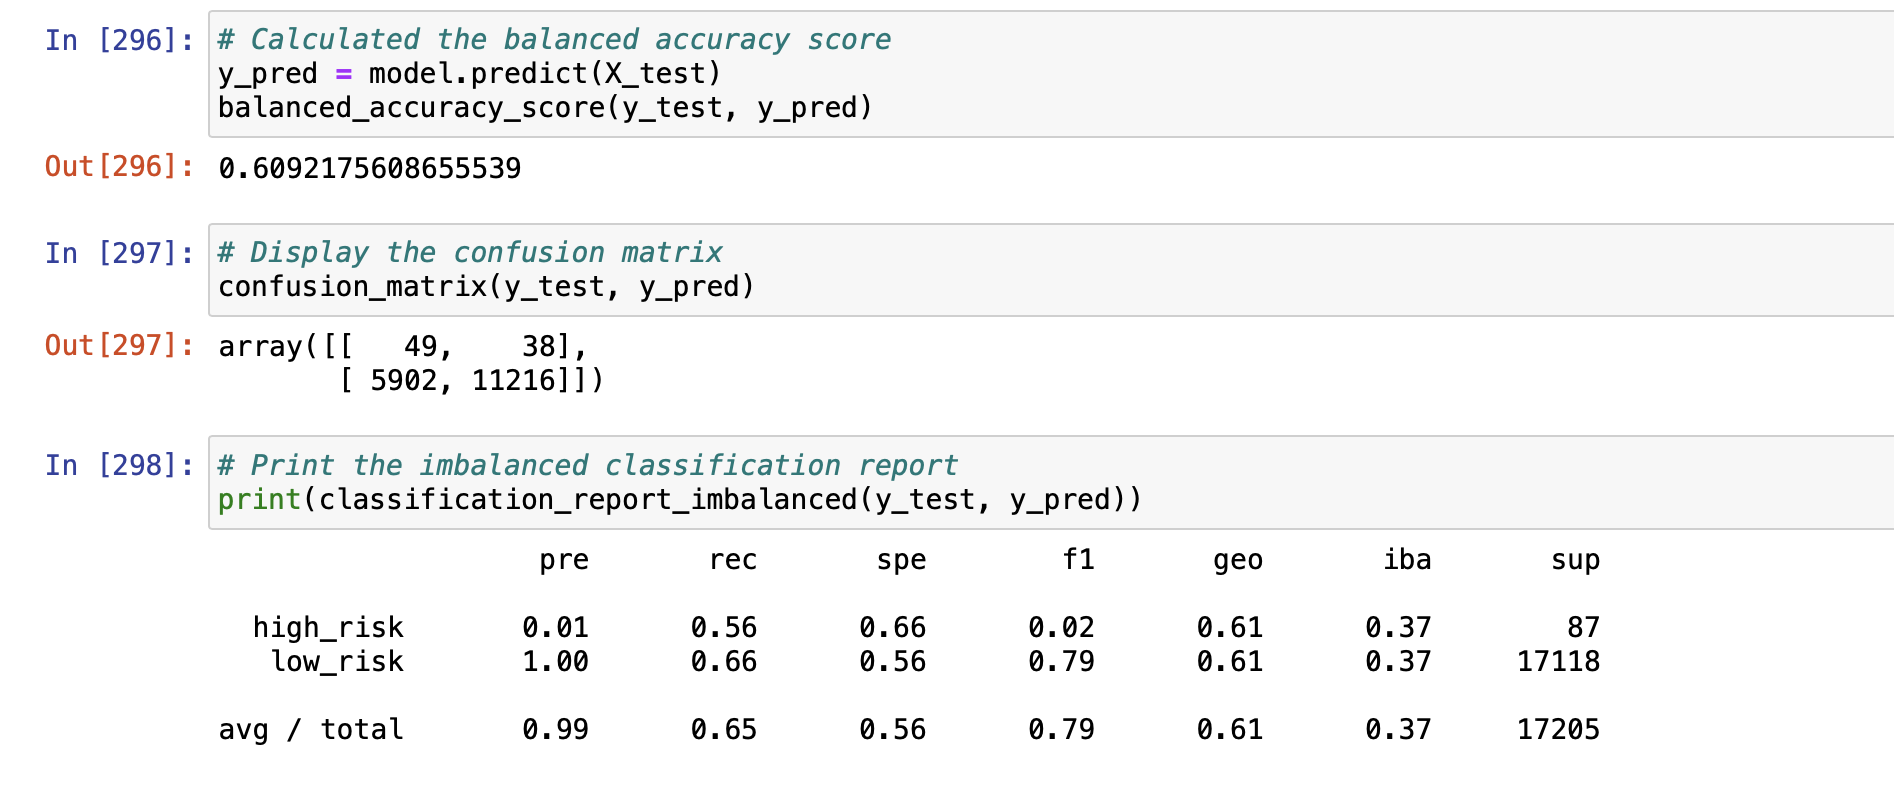 In [296]: # Calculated the balanced accuracy score
y_pred = model.predict(X_test)
balanced_accuracy_score(y_test, y_pred)
Out[296]: 0.6092175608655539
In [297]: # Display the confusion matrix
confusion_matrix(y_test, y_pred)
Out[297]: array([[   49,    38],
       [ 5902, 11216]])
In [298]: # Print the imbalanced classification report
print(classification_report_imbalanced(y_test, y_pred))
pre rec spe f1 geo iba sup
high_risk 0.01 0.56 0.66 0.02 0.61 0.37 87
low_risk 1.00 0.66 0.56 0.79 0.61 0.37 17118
avg / total 0.99 0.65 0.56 0.79 0.61 0.37 17205